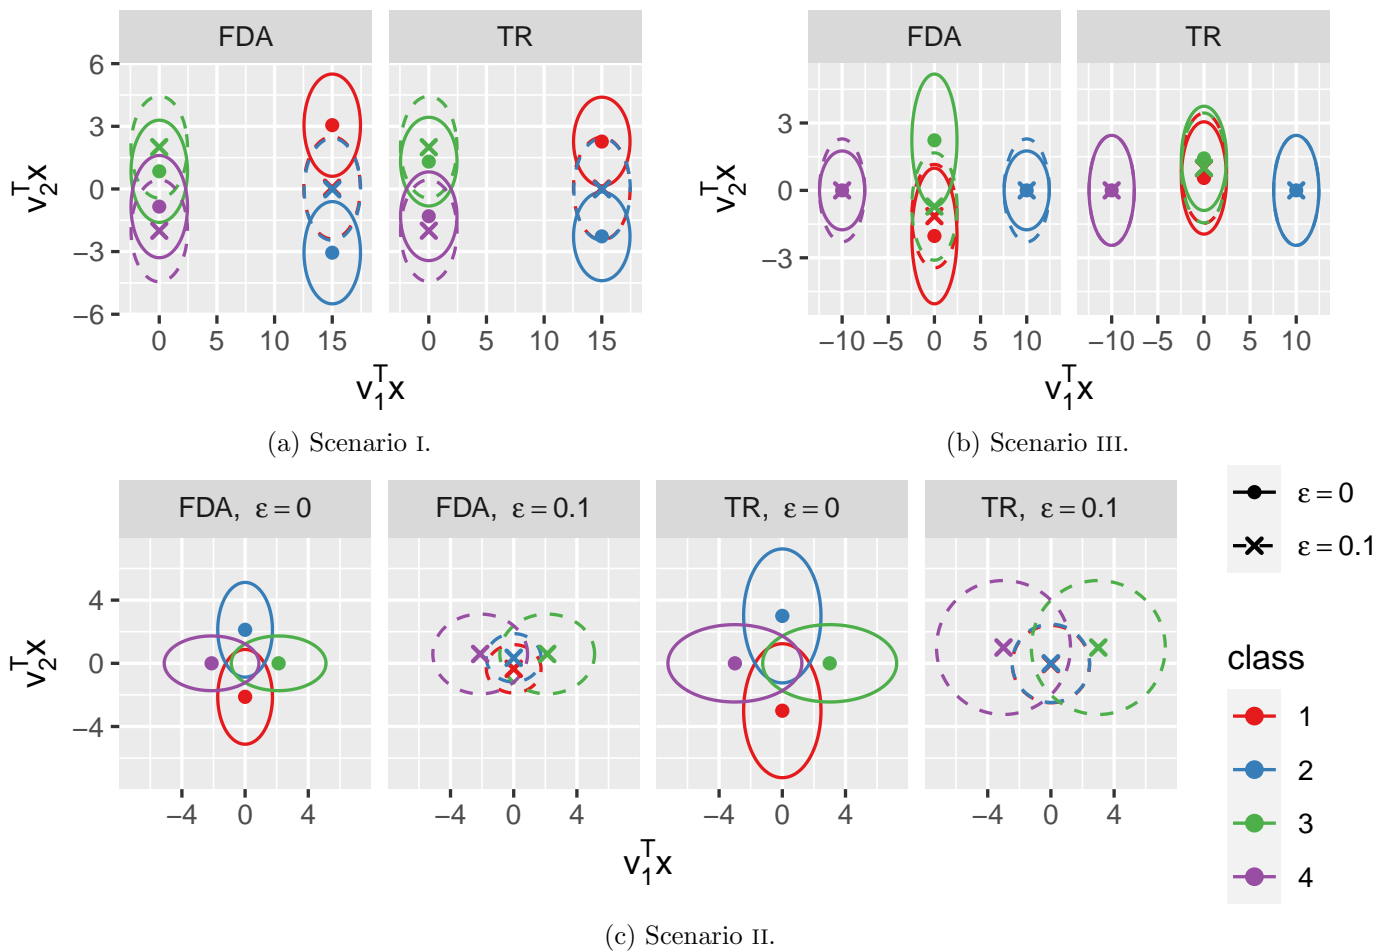 FDA TR
6
3
0
−3
−6
v₂ᵀx
0 5 10 15 0 5 10 15
v₁ᵀx
(a) Scenario I.
FDA TR
3
0
−3
v₂ᵀx
−10 −5 0 5 10 −10 −5 0 5 10
v₁ᵀx
(b) Scenario III.
FDA, ε = 0 FDA, ε = 0.1 TR, ε = 0 TR, ε = 0.1
4
0
−4
v₂ᵀx
−4 0 4 −4 0 4 −4 0 4 −4 0 4
v₁ᵀx
(c) Scenario II.
ε = 0
ε = 0.1
class
1
2
3
4